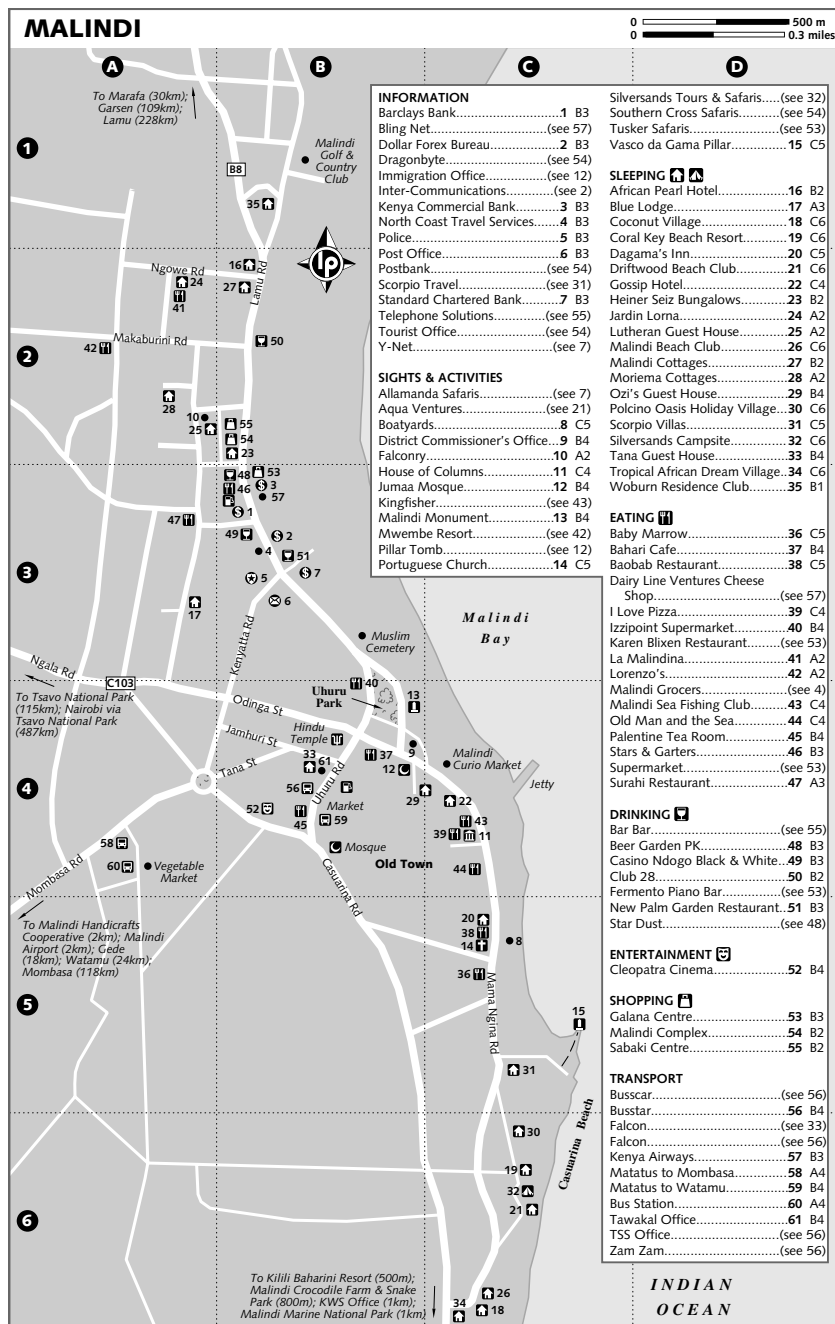 MALINDI
0 500 m
0 0.3 miles
A B C D
To Marafa (30km);
Garsen (109km);
Lamu (228km)
Malindi
Golf &
Country
Club
1
B8
35
lp
16
Ngowe Rd
24
27
Lamu Rd
41
2
Makaburini Rd
50
42
28
10
55
25
54
23
53
48
3
46
57
1
47
2
49
4
51
3
5
7
6
17
Kenyatta Rd
Muslim
Cemetery
Malindi
Bay
Ngala Rd
C103
To Tsavo National Park
(115km); Nairobi via
Tsavo National Park
(487km)
40
Uhuru
Park
13
Odinga St
Jamhuri St
Hindu
Temple
9
Malindi
Curio Market
Tana St
33
61
37
12
Jetty
4
56
Uhuru Rd
29
22
52
Market
45
59
43
39
11
58
Mosque
Old Town
44
60
Vegetable
Market
Mombasa Rd
Casuarina Rd
To Malindi Handicrafts
Cooperative (2km); Malindi
Airport (2km); Gede
(18km); Watamu (24km);
Mombasa (118km)
20
38
14
8
36
5
Mama Ngina Rd
15
31
Casuarina Beach
30
19
32
21
6
To Kilili Baharini Resort (500m);
Malindi Crocodile Farm & Snake
Park (800m); KWS Office (1km);
Malindi Marine National Park (1km)
26
34
18
INDIAN
OCEAN
INFORMATION
Barclays Bank 1 B3
Bling Net (see 57)
Dollar Forex Bureau 2 B3
Dragonbyte (see 54)
Immigration Office (see 12)
Inter-Communications (see 2)
Kenya Commercial Bank 3 B3
North Coast Travel Services 4 B3
Police 5 B3
Post Office 6 B3
Postbank (see 54)
Scorpio Travel (see 31)
Standard Chartered Bank 7 B3
Telephone Solutions (see 55)
Tourist Office (see 54)
Y-Net (see 7)
SIGHTS & ACTIVITIES
Allamanda Safaris (see 7)
Aqua Ventures (see 21)
Boatyards 8 C5
District Commissioner's Office 9 B4
Falconry 10 A2
House of Columns 11 C4
Jumaa Mosque 12 B4
Kingfisher (see 43)
Malindi Monument 13 B4
Mwembe Resort (see 42)
Pillar Tomb (see 12)
Portuguese Church 14 C5
Silversands Tours & Safaris (see 32)
Southern Cross Safaris (see 54)
Tusker Safaris (see 53)
Vasco da Gama Pillar 15 C5
SLEEPING
African Pearl Hotel 16 B2
Blue Lodge 17 A3
Coconut Village 18 C6
Coral Key Beach Resort 19 C6
Dagama's Inn 20 C5
Driftwood Beach Club 21 C6
Gossip Hotel 22 C4
Heiner Seiz Bungalows 23 B2
Jardin Lorna 24 A2
Lutheran Guest House 25 A2
Malindi Beach Club 26 C6
Malindi Cottages 27 B2
Moriema Cottages 28 A2
Ozi's Guest House 29 B4
Polcino Oasis Holiday Village 30 C6
Scorpio Villas 31 C5
Silversands Campsite 32 C6
Tana Guest House 33 B4
Tropical African Dream Village 34 C6
Woburn Residence Club 35 B1
EATING
Baby Marrow 36 C5
Bahari Cafe 37 B4
Baobab Restaurant 38 C5
Dairy Line Ventures Cheese
Shop (see 57)
I Love Pizza 39 C4
Izzipoint Supermarket 40 B4
Karen Blixen Restaurant (see 53)
La Malindina 41 A2
Lorenzo's 42 A2
Malindi Grocers (see 4)
Malindi Sea Fishing Club 43 C4
Old Man and the Sea 44 C4
Palentine Tea Room 45 B4
Stars & Garters 46 B3
Supermarket (see 53)
Surahi Restaurant 47 A3
DRINKING
Bar Bar (see 55)
Beer Garden PK 48 B3
Casino Ndogo Black & White 49 B3
Club 28 50 B2
Fermento Piano Bar (see 53)
New Palm Garden Restaurant 51 B3
Star Dust (see 48)
ENTERTAINMENT
Cleopatra Cinema 52 B4
SHOPPING
Galana Centre 53 B3
Malindi Complex 54 B2
Sabaki Centre 55 B2
TRANSPORT
Busscar (see 56)
Busstar 56 B4
Falcon (see 33)
Falcon (see 56)
Kenya Airways 57 B3
Matatus to Mombasa 58 A4
Matatus to Watamu 59 B4
Bus Station 60 A4
Tawakal Office 61 B4
TSS Office (see 56)
Zam Zam (see 56)